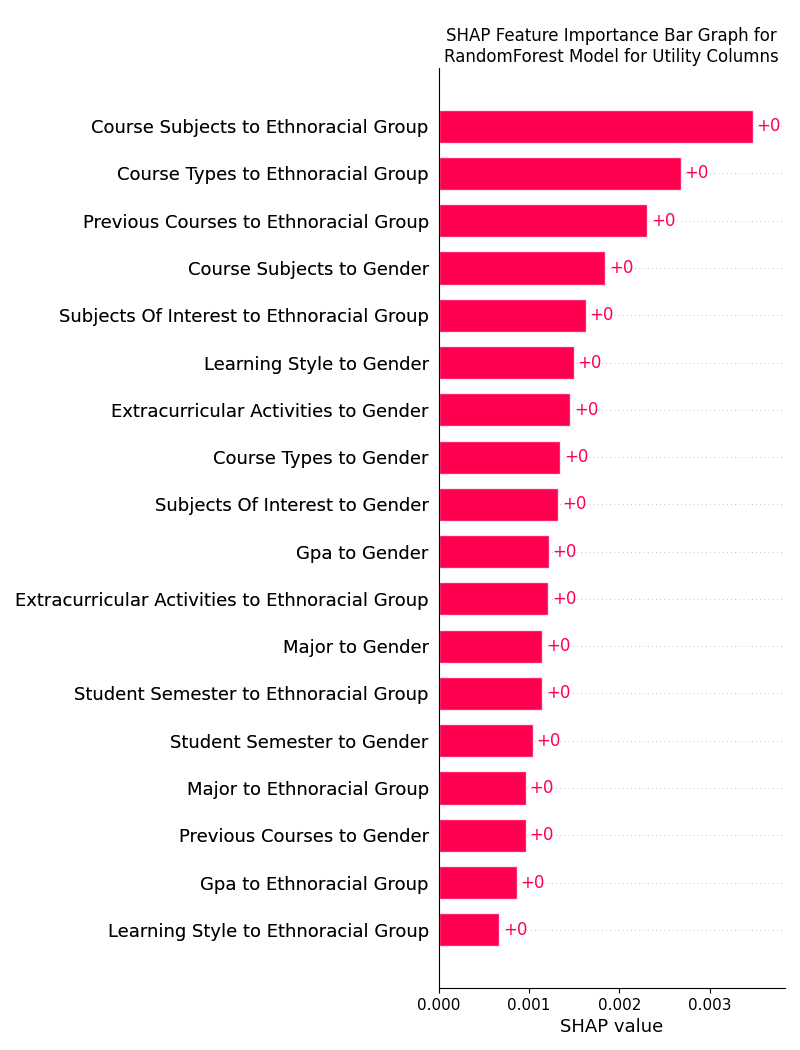 SHAP Feature Importance Bar Graph for
RandomForest Model for Utility Columns
Course Subjects to Ethnoracial Group +0
Course Types to Ethnoracial Group +0
Previous Courses to Ethnoracial Group +0
Course Subjects to Gender +0
Subjects Of Interest to Ethnoracial Group +0
Learning Style to Gender +0
Extracurricular Activities to Gender +0
Course Types to Gender +0
Subjects Of Interest to Gender +0
Gpa to Gender +0
Extracurricular Activities to Ethnoracial Group +0
Major to Gender +0
Student Semester to Ethnoracial Group +0
Student Semester to Gender +0
Major to Ethnoracial Group +0
Previous Courses to Gender +0
Gpa to Ethnoracial Group +0
Learning Style to Ethnoracial Group +0
0.000 0.001 0.002 0.003
SHAP value